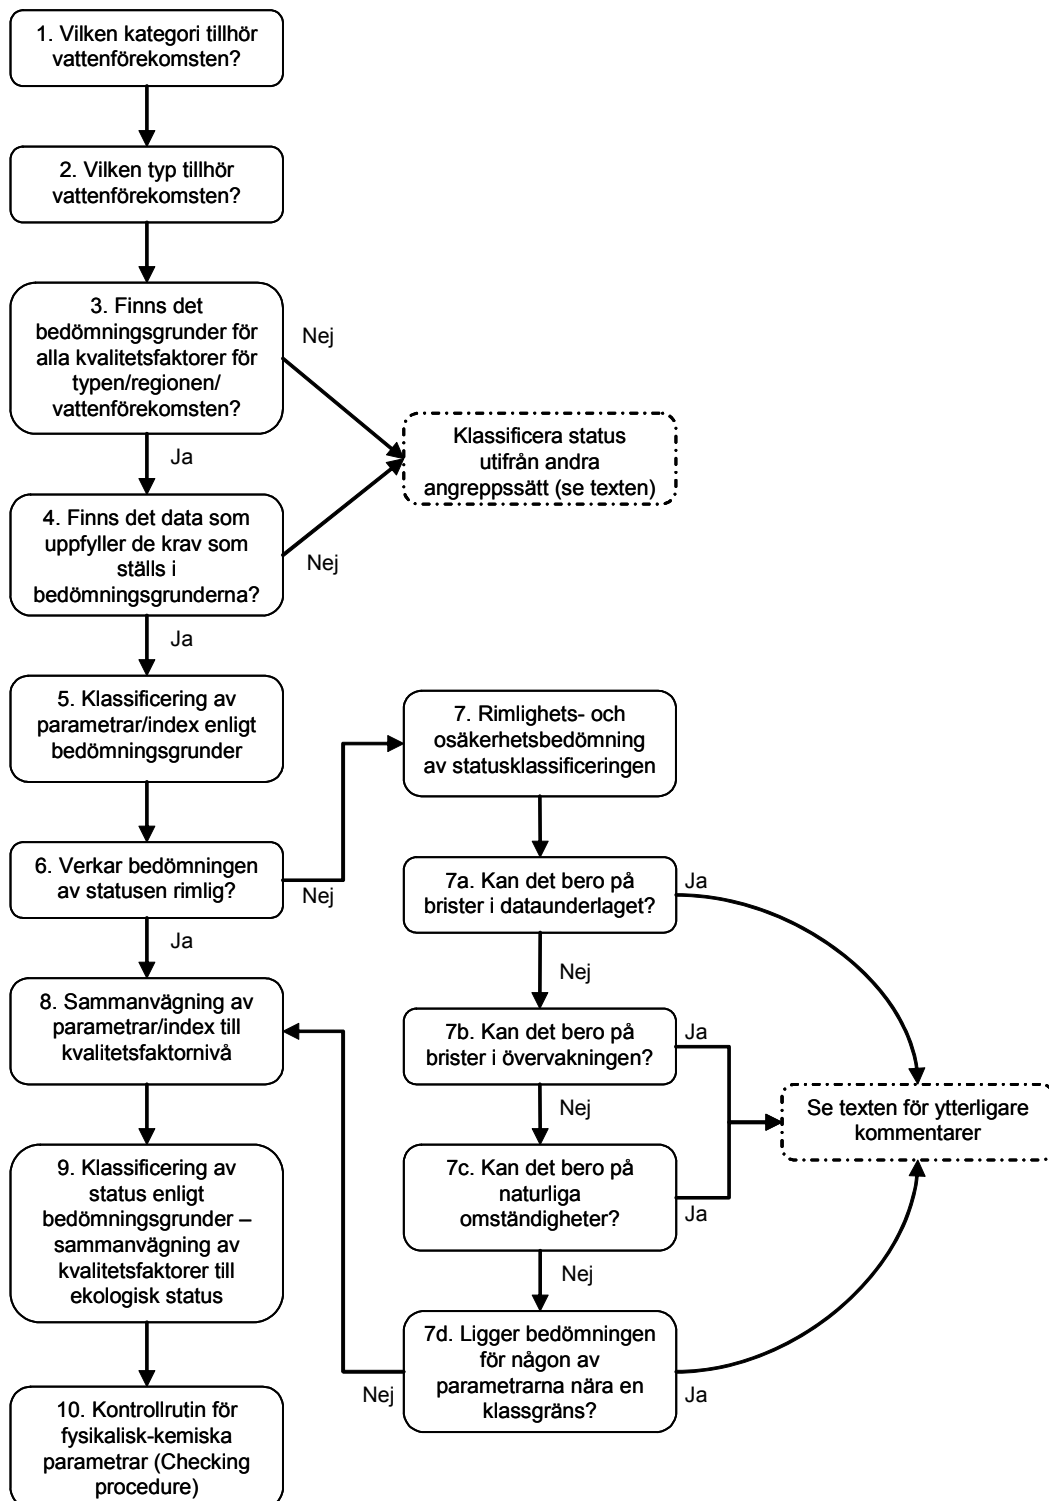 1. Vilken kategori tillhör
vattenförekomsten?
2. Vilken typ tillhör
vattenförekomsten?
3. Finns det
bedömningsgrunder för
alla kvalitetsfaktorer för
typen/regionen/
vattenförekomsten?
Nej
Ja
Klassificera status
utifrån andra
angreppssätt (se texten)
4. Finns det data som
uppfyller de krav som
ställs i
bedömningsgrunderna?
Nej
Ja
5. Klassificering av
parametrar/index enligt
bedömningsgrunder
6. Verkar bedömningen
av statusen rimlig?
Nej
Ja
7. Rimlighets- och
osäkerhetsbedömning
av statusklassificeringen
7a. Kan det bero på
brister i dataunderlaget?
Ja
Nej
7b. Kan det bero på
brister i övervakningen?
Ja
Nej
7c. Kan det bero på
naturliga
omständigheter?
Ja
Nej
7d. Ligger bedömningen
för någon av
parametrarna nära en
klassgräns?
Nej
Ja
Se texten för ytterligare
kommentarer
8. Sammanvägning av
parametrar/index till
kvalitetsfaktornivå
9. Klassificering av
status enligt
bedömningsgrunder –
sammanvägning av
kvalitetsfaktorer till
ekologisk status
10. Kontrollrutin för
fysikalisk-kemiska
parametrar (Checking
procedure)